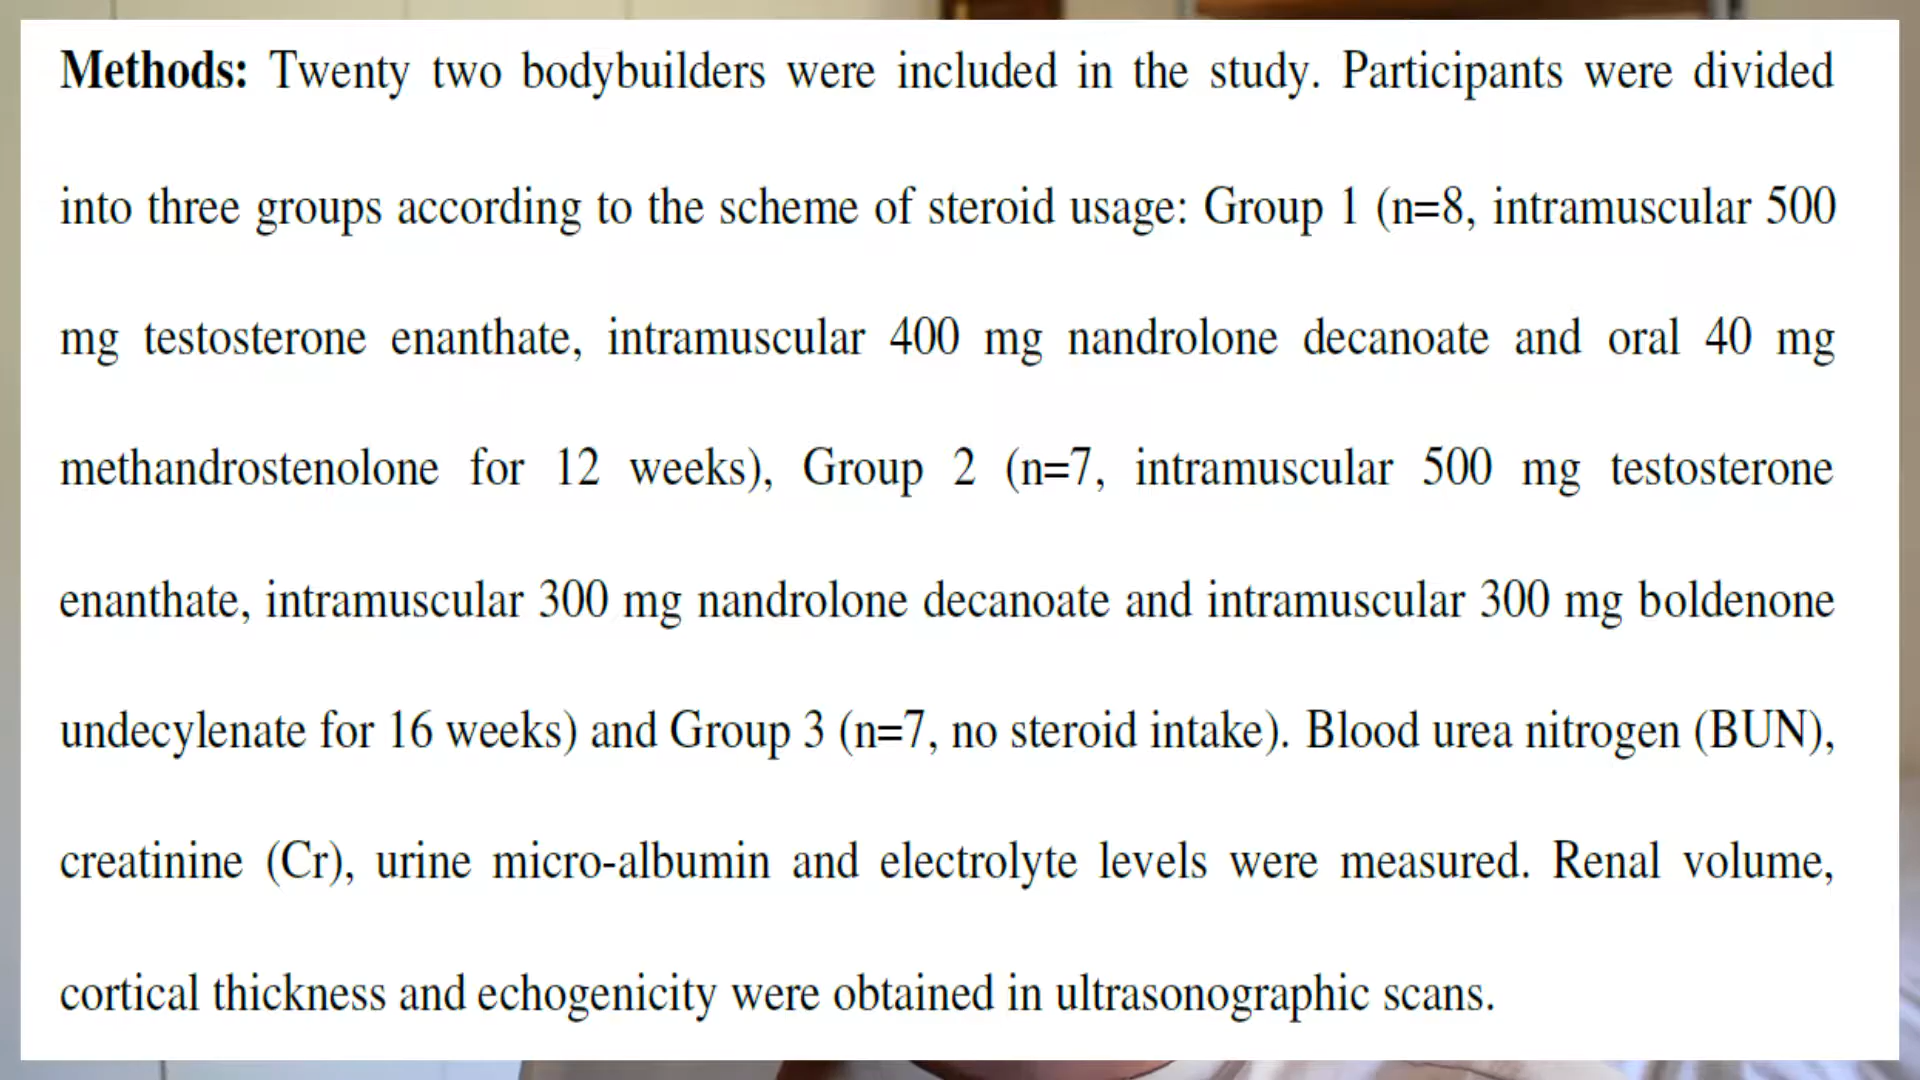 Methods: Twenty two bodybuilders were included in the study. Participants were divided
into three groups according to the scheme of steroid usage: Group 1 (n=8, intramuscular 500
mg testosterone enanthate, intramuscular 400 mg nandrolone decanoate and oral 40 mg
methandrostenolone for 12 weeks), Group 2 (n=7, intramuscular 500 mg testosterone
enanthate, intramuscular 300 mg nandrolone decanoate and intramuscular 300 mg boldenone
undecylenate for 16 weeks) and Group 3 (n=7, no steroid intake). Blood urea nitrogen (BUN),
creatinine (Cr), urine micro-albumin and electrolyte levels were measured. Renal volume,
cortical thickness and echogenicity were obtained in ultrasonographic scans.